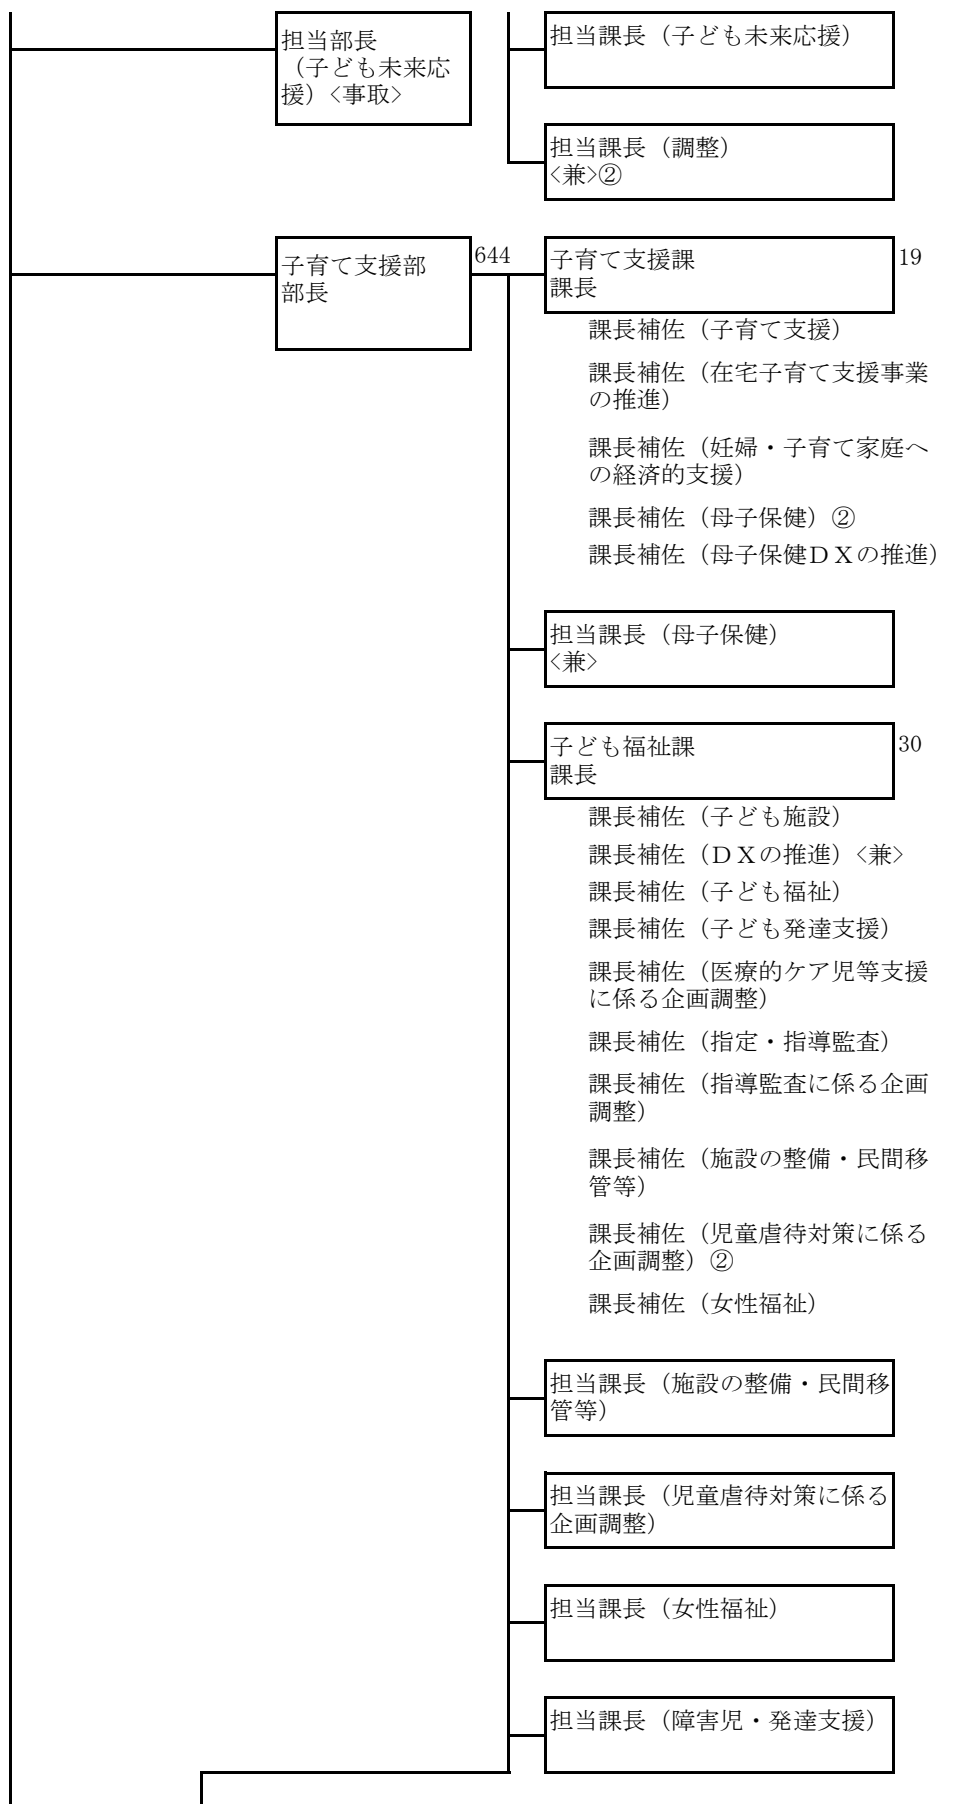 担当部長
（子ども未来応
援）<事取>
担当課長（子ども未来応援）
担当課長（調整）
<兼>②
子育て支援部
部長
644
子育て支援課
課長
19
課長補佐（子育て支援）
課長補佐（在宅子育て支援事業
の推進）
課長補佐（妊婦・子育て家庭へ
の経済的支援）
課長補佐（母子保健）②
課長補佐（母子保健ＤＸの推進）
担当課長（母子保健）
<兼>
子ども福祉課
課長
30
課長補佐（子ども施設）
課長補佐（ＤＸの推進）<兼>
課長補佐（子ども福祉）
課長補佐（子ども発達支援）
課長補佐（医療的ケア児等支援
に係る企画調整）
課長補佐（指定・指導監査）
課長補佐（指導監査に係る企画
調整）
課長補佐（施設の整備・民間移
管等）
課長補佐（児童虐待対策に係る
企画調整）②
課長補佐（女性福祉）
担当課長（施設の整備・民間移
管等）
担当課長（児童虐待対策に係る
企画調整）
担当課長（女性福祉）
担当課長（障害児・発達支援）